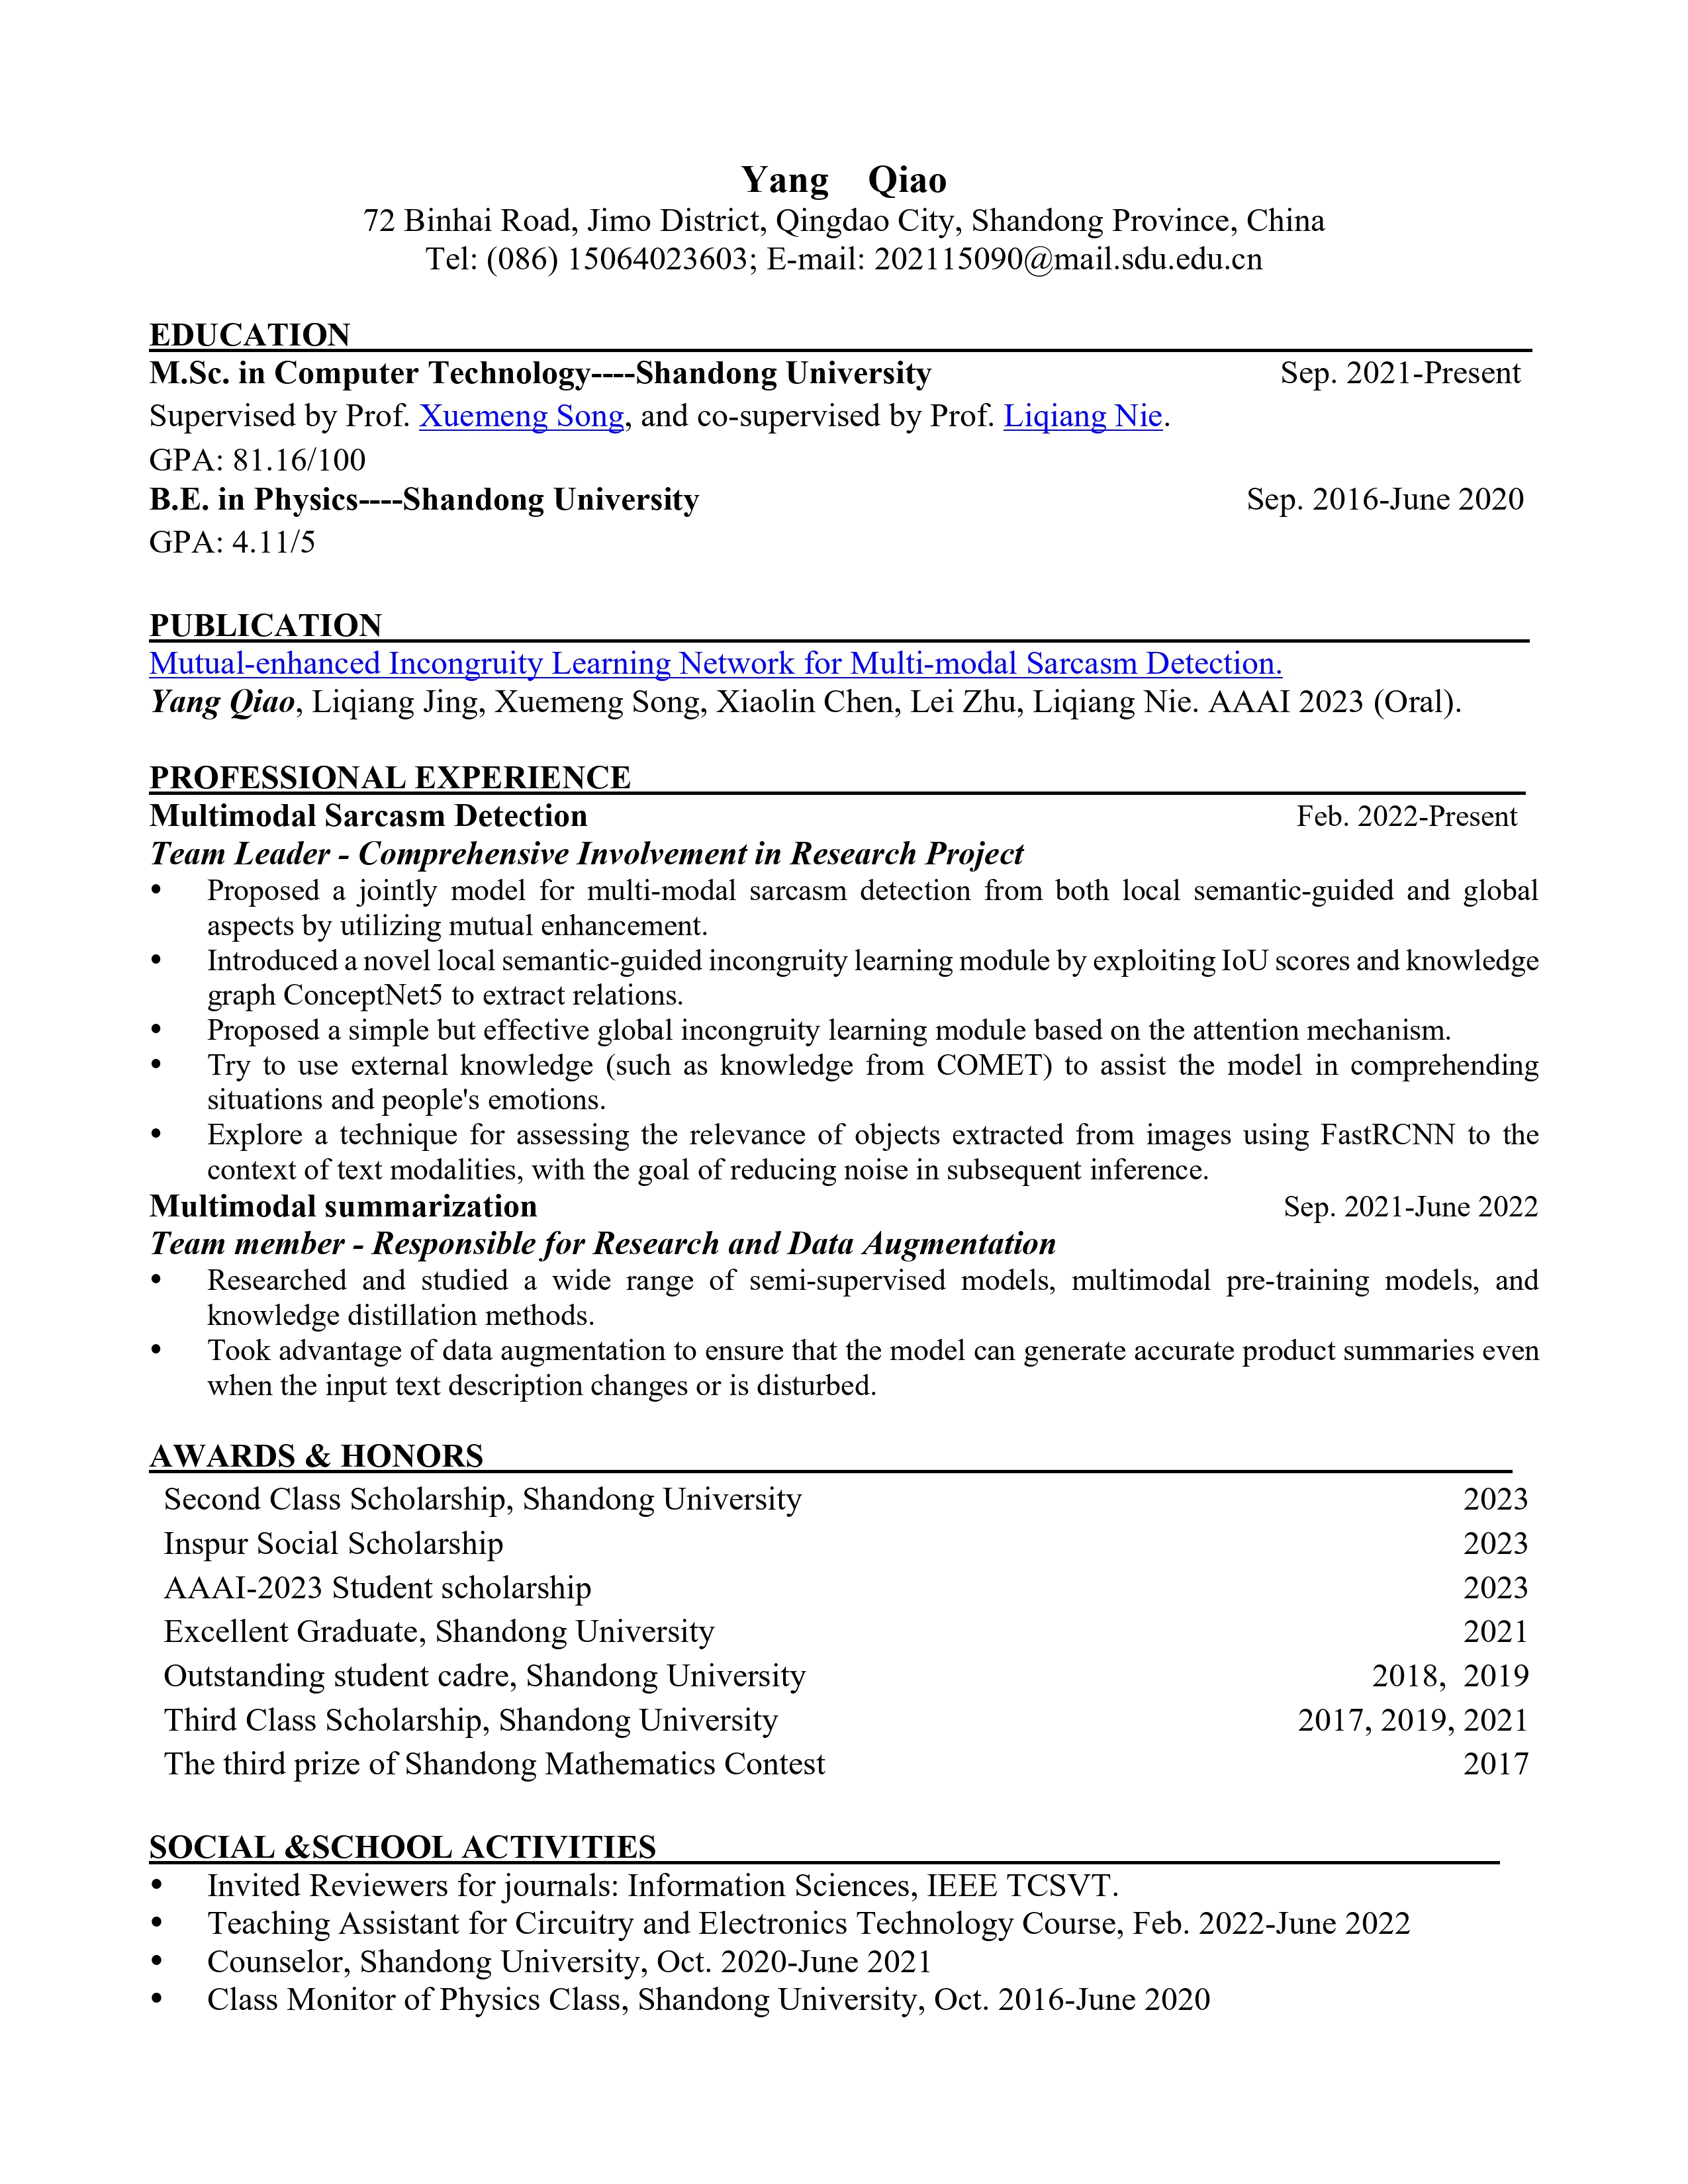 Yang Qiao
72 Binhai Road, Jimo District, Qingdao City, Shandong Province, China
Tel: (086) 15064023603; E-mail: 202115090@mail.sdu.edu.cn
EDUCATION
M.Sc. in Computer Technology----Shandong University Sep. 2021-Present
Supervised by Prof. Xuemeng Song, and co-supervised by Prof. Liqiang Nie.
GPA: 81.16/100
B.E. in Physics----Shandong University Sep. 2016-June 2020
GPA: 4.11/5
PUBLICATION
Mutual-enhanced Incongruity Learning Network for Multi-modal Sarcasm Detection.
Yang Qiao, Liqiang Jing, Xuemeng Song, Xiaolin Chen, Lei Zhu, Liqiang Nie. AAAI 2023 (Oral).
PROFESSIONAL EXPERIENCE
Multimodal Sarcasm Detection Feb. 2022-Present
Team Leader - Comprehensive Involvement in Research Project
• Proposed a jointly model for multi-modal sarcasm detection from both local semantic-guided and global
aspects by utilizing mutual enhancement.
• Introduced a novel local semantic-guided incongruity learning module by exploiting IoU scores and knowledge
graph ConceptNet5 to extract relations.
• Proposed a simple but effective global incongruity learning module based on the attention mechanism.
• Try to use external knowledge (such as knowledge from COMET) to assist the model in comprehending
situations and people's emotions.
• Explore a technique for assessing the relevance of objects extracted from images using FastRCNN to the
context of text modalities, with the goal of reducing noise in subsequent inference.
Multimodal summarization Sep. 2021-June 2022
Team member - Responsible for Research and Data Augmentation
• Researched and studied a wide range of semi-supervised models, multimodal pre-training models, and
knowledge distillation methods.
• Took advantage of data augmentation to ensure that the model can generate accurate product summaries even
when the input text description changes or is disturbed.
AWARDS & HONORS
Second Class Scholarship, Shandong University 2023
Inspur Social Scholarship 2023
AAAI-2023 Student scholarship 2023
Excellent Graduate, Shandong University 2021
Outstanding student cadre, Shandong University 2018, 2019
Third Class Scholarship, Shandong University 2017, 2019, 2021
The third prize of Shandong Mathematics Contest 2017
SOCIAL &SCHOOL ACTIVITIES
• Invited Reviewers for journals: Information Sciences, IEEE TCSVT.
• Teaching Assistant for Circuitry and Electronics Technology Course, Feb. 2022-June 2022
• Counselor, Shandong University, Oct. 2020-June 2021
• Class Monitor of Physics Class, Shandong University, Oct. 2016-June 2020